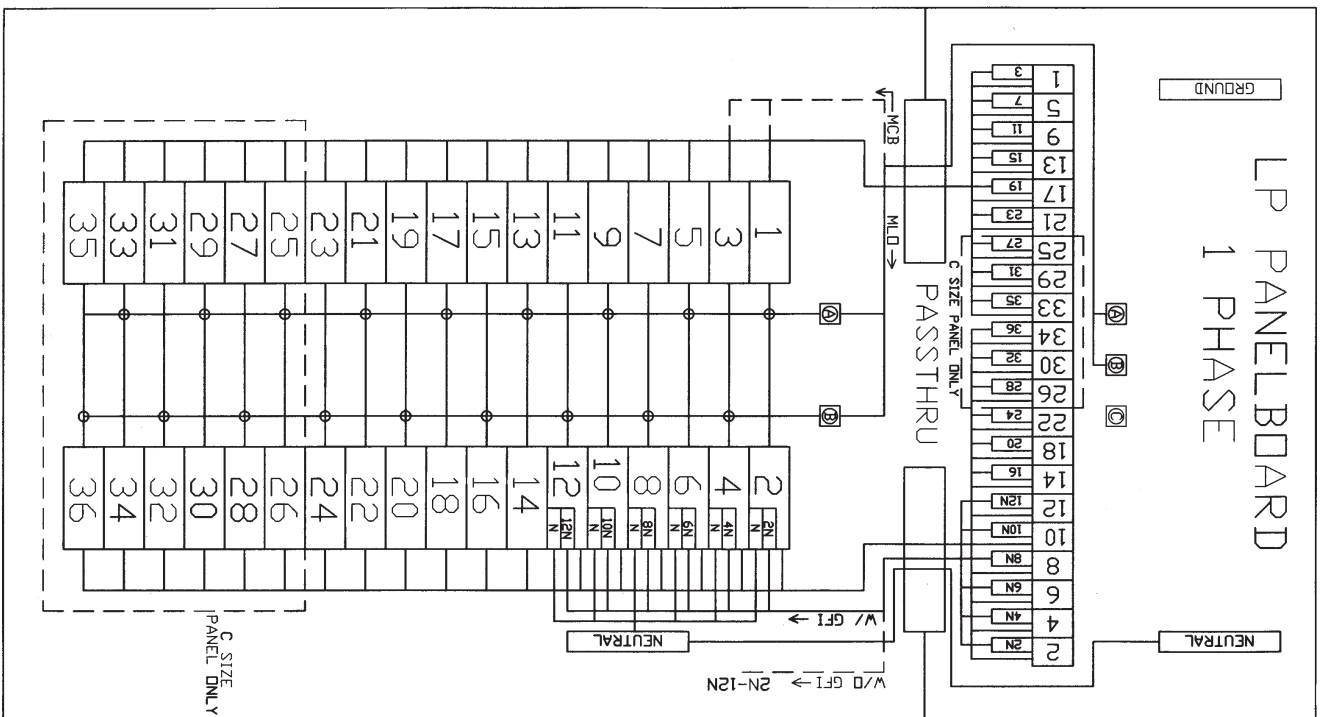 LP PANELBOARD
1 PHASE
GROUND
NEUTRAL
A
B
C
1
3
5
7
9
11
13
15
17
19
21
23
25
27
29
31
33
35
34
36
30
32
26
28
22
24
18
20
14
16
12
12N
10
10N
8
8N
6
6N
4
4N
2
2N
C SIZE PANEL ONLY
PASSTHRU
MCB
MLO
A
B
35
33
31
29
27
25
23
21
19
17
15
13
11
9
7
5
3
1
36
34
32
30
28
26
24
22
20
18
16
14
12
12N
N
10
10N
N
8
8N
N
6
6N
N
4
4N
N
2
2N
N
W/ GFI
NEUTRAL
W/O GFI
2N-12N
C SIZE
PANEL ONLY